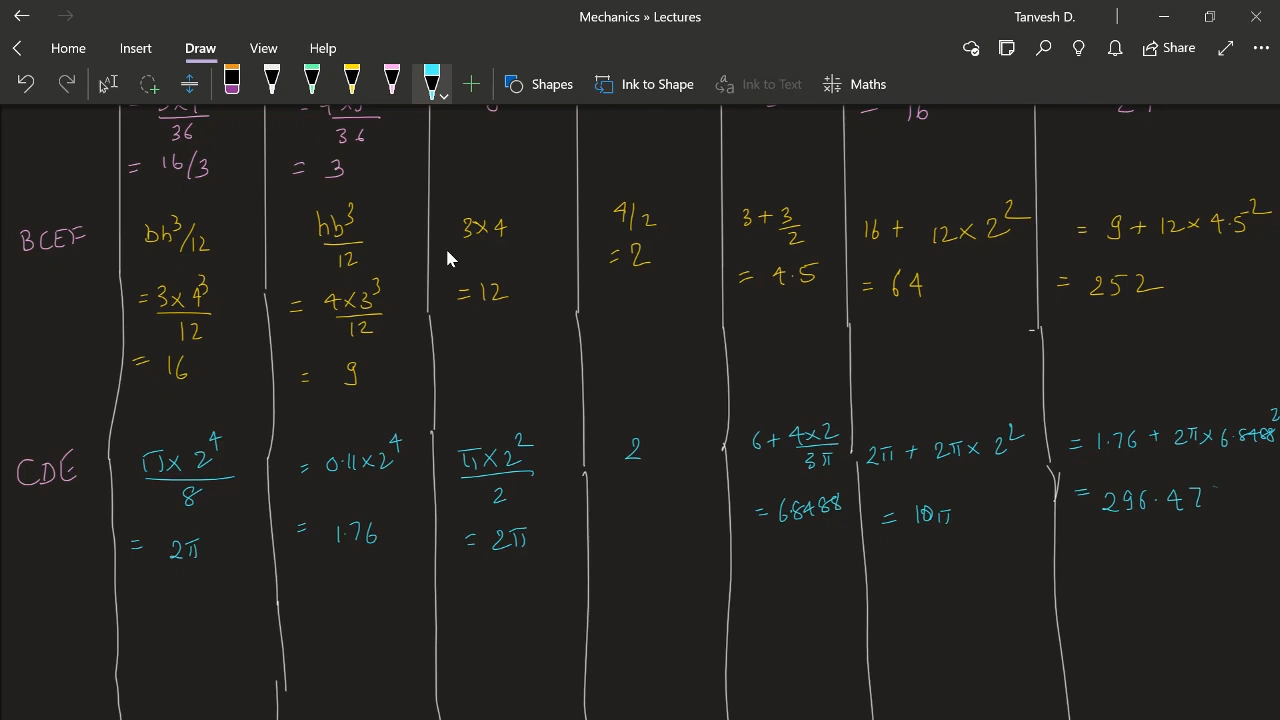 Mechanics » Lectures
Tanvesh D.
Home Insert Draw View Help Share
Shapes Ink to Shape Ink to Text Maths
36
= 16/3
36
= 3
16
BCEF
bh³/12
= 3 × 4³
12
= 16
hb³
12
= 4 × 3³
12
= 9
3 × 4
= 12
4/2
= 2
3 + 3
2
= 4.5
16 + 12 × 2²
= 64
= 9 + 12 × 4.5²
= 252
CDE
π × 2⁴
8
= 2π
= 0.11 × 2⁴
= 1.76
π × 2²
2
= 2π
2
6 + 4 × 2
3π
= 6.8488
2π + 2π × 2²
= 10π
= 1.76 + 2π × 6.8488²
= 296.47